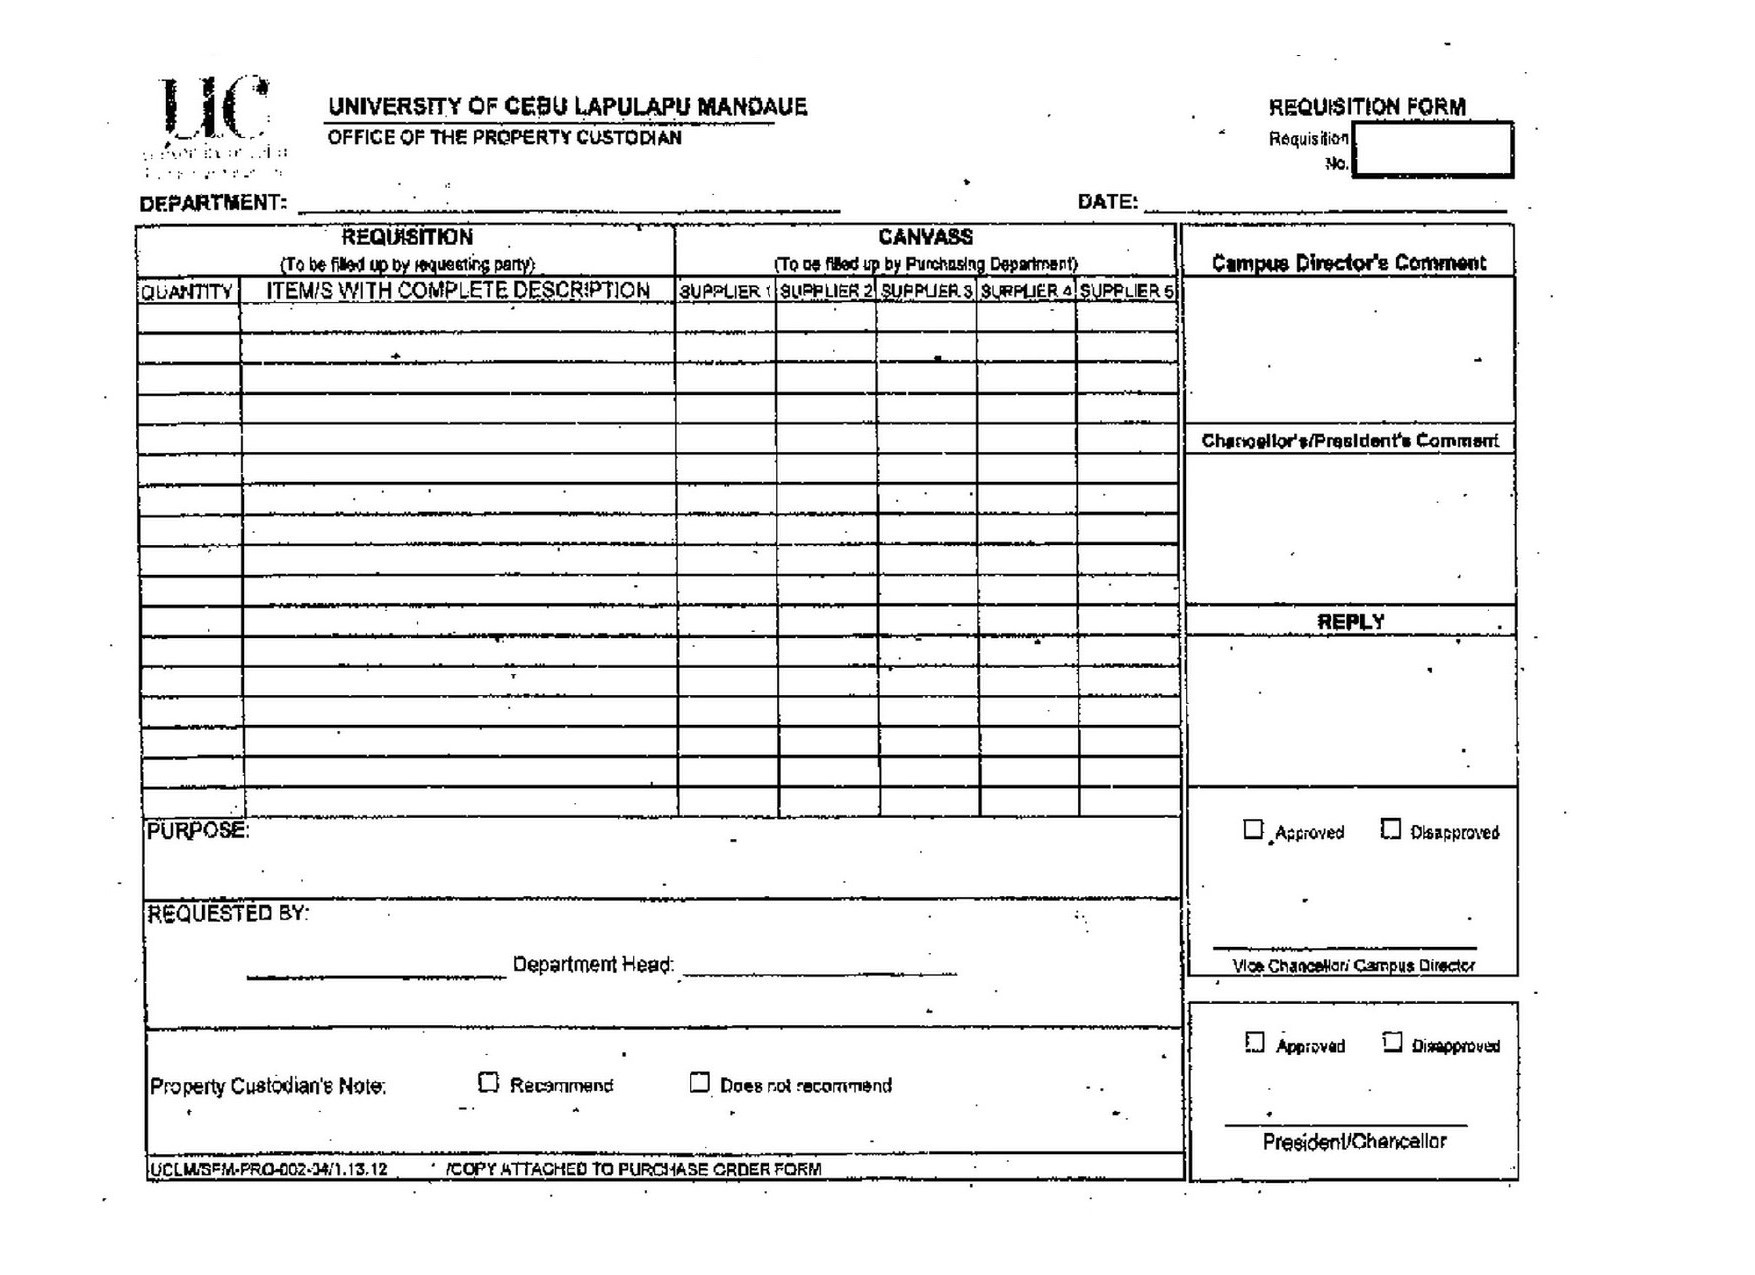 UC
UNIVERSITY OF CEBU LAPULAPU MANDAUE
OFFICE OF THE PROPERTY CUSTODIAN
REQUISITION FORM
Requisition
No.
DEPARTMENT:
DATE:
REQUISITION
(To be filled up by requesting party)
CANVASS
(To be filled up by Purchasing Department)
Campus Director's Comment
QUANTITY ITEM/S WITH COMPLETE DESCRIPTION SUPPLIER 1 SUPPLIER 2 SUPPLIER 3 SUPPLIER 4 SUPPLIER 5
Chancellor's/President's Comment
REPLY
PURPOSE:
Approved Disapproved
REQUESTED BY:
Department Head:
Vice Chancellor/ Campus Director
Approved Disapproved
Property Custodian's Note: Recommend Does not recommend
President/Chancellor
UCLM/SFM-PRO-002-04/1.13.12 /COPY ATTACHED TO PURCHASE ORDER FORM